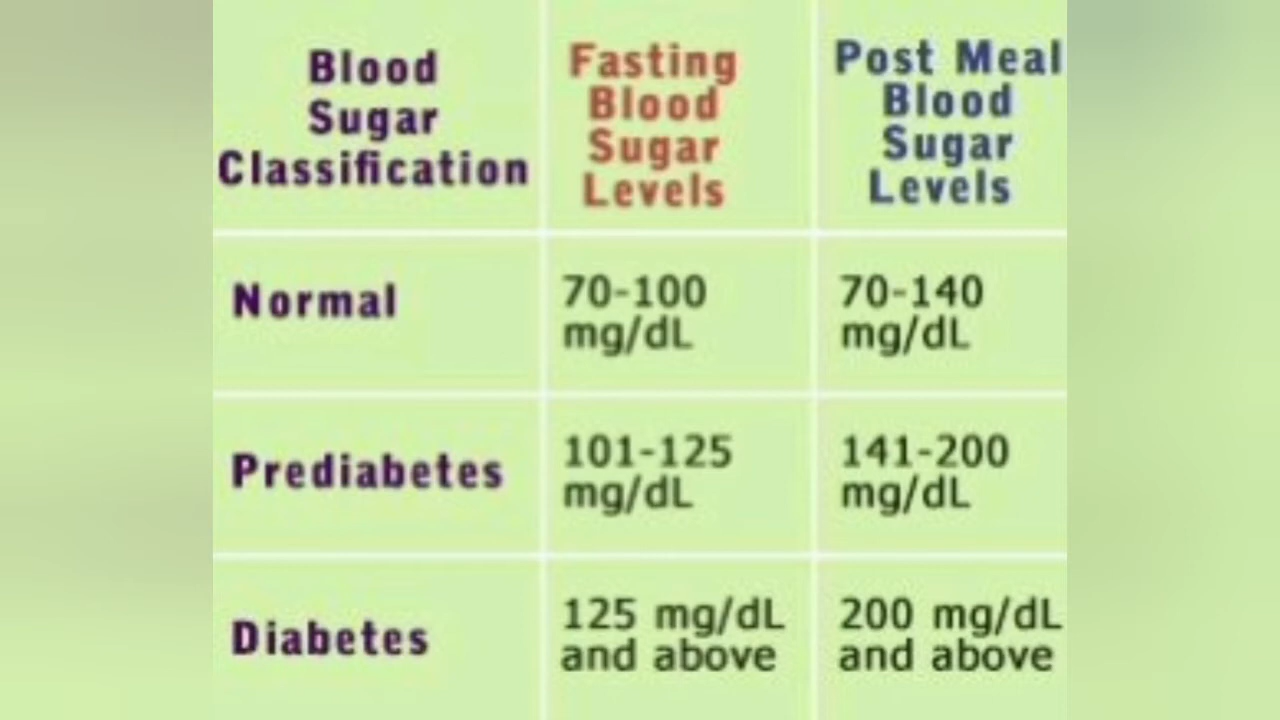 Blood
Sugar
Classification
Fasting
Blood
Sugar
Levels
Post Meal
Blood
Sugar
Levels
Normal
70-100
mg/dL
70-140
mg/dL
Prediabetes
101-125
mg/dL
141-200
mg/dL
Diabetes
125 mg/dL
and above
200 mg/dL
and above